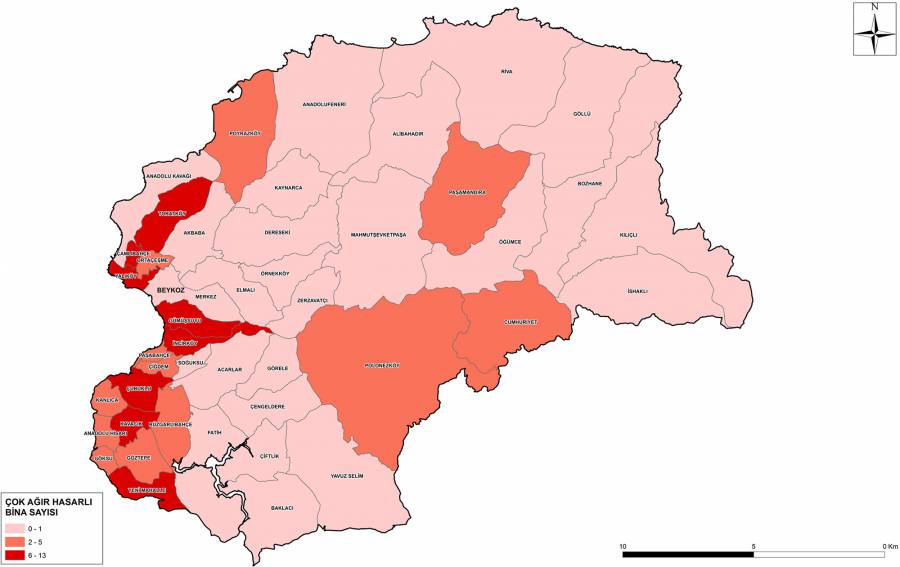 N
RİVA
ANADOLUFENERİ
GÖLLÜ
POYRAZKÖY
ALİBAHADIR
ANADOLU KAVAĞI
BOZHANE
KAYNARCA
PAŞAMANDIRA
TOKATKÖY
AKBABA
DERESEKİ
MAHMUTŞEVKETPAŞA
KILIÇLI
ÖĞÜMCE
ÇAMLIBAHÇE
ORTAÇEŞME
YALIKÖY
ÖRNEKKÖY
BEYKOZ
ELMALI
İSHAKLI
MERKEZ
ZERZAVATÇI
GÜMÜŞSUYU
CUMHURİYET
İNCİRKÖY
PAŞABAHÇE
SOĞUKSU
ÇİĞDEM
POLONEZKÖY
ACARLAR
GÖRELE
ÇUBUKLU
KANLICA
ÇENGELDERE
KAVACIK
RÜZGARLIBAHÇE
ANADOLU HİSARI
FATİH
GÖKSU
GÖZTEPE
ÇİFTLİK
YAVUZ SELİM
YENİMAHALLE
BAKLACI
ÇOK AĞIR HASARLI
BİNA SAYISI
0 - 1
2 - 5
6 - 13
10 5 0 Km